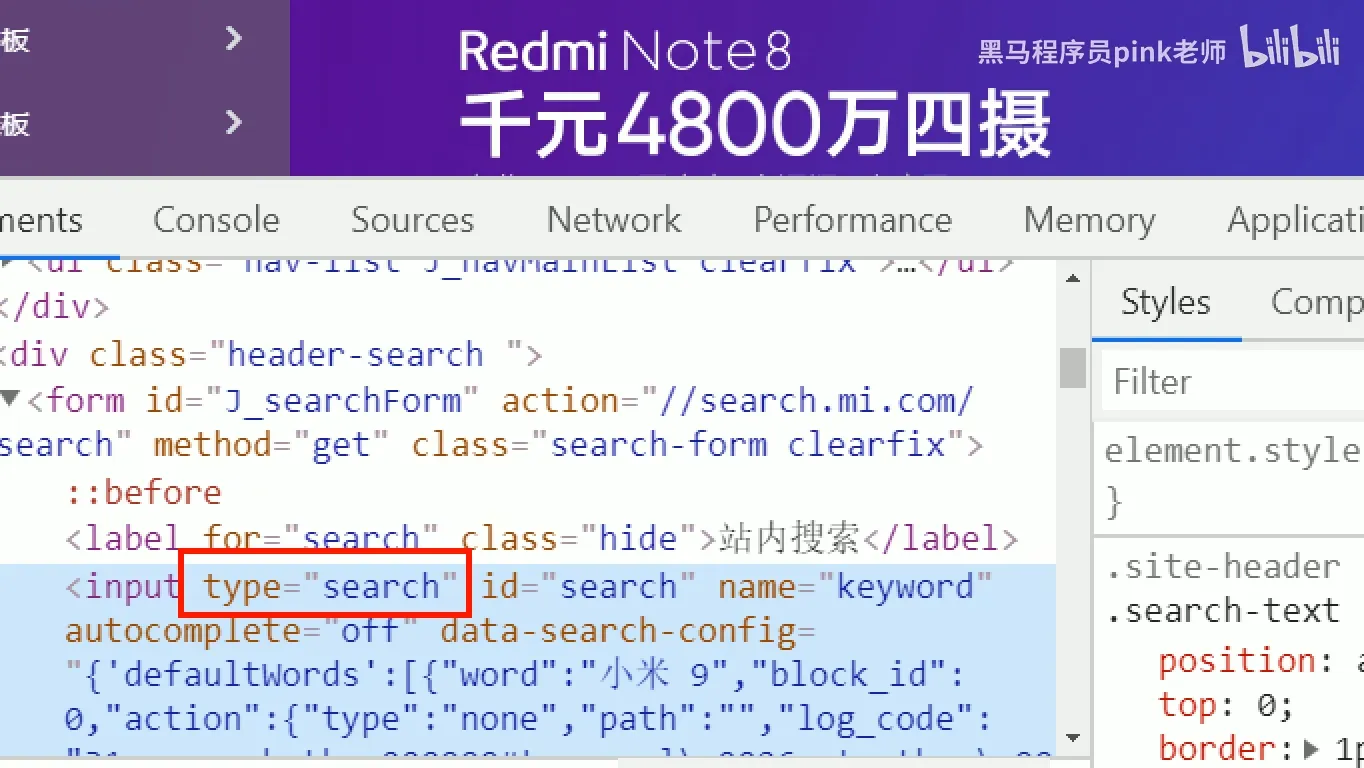 板
板
Redmi Note 8
千元4800万四摄
黑马程序员pink老师 bilibili
ments Console Sources Network Performance Memory Applicati
<ul class="nav-list J_navMainList clearfix">…</ul>
</div>
<div class="header-search ">
▼<form id="J_searchForm" action="//search.mi.com/
search" method="get" class="search-form clearfix">
::before
<label for="search" class="hide">站内搜索</label>
<input type="search" id="search" name="keyword"
autocomplete="off" data-search-config=
"{'defaultWords':[{"word":"小米 9","block_id":
0,"action":{"type":"none","path":"","log_code":
Styles Comp
Filter
element.style
}
.site-header
.search-text
position: a
top: 0;
border:▶ 1p